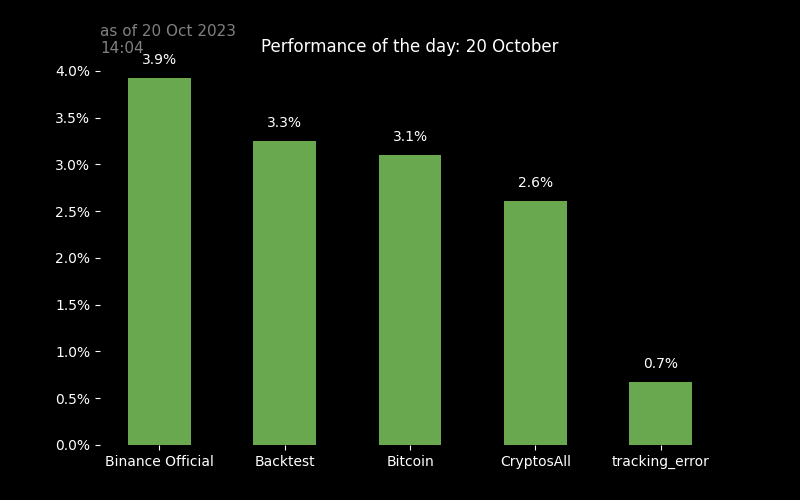 as of 20 Oct 2023
14:04
Performance of the day: 20 October
4.0%
3.5%
3.0%
2.5%
2.0%
1.5%
1.0%
0.5%
0.0%
3.9%
3.3%
3.1%
2.6%
0.7%
Binance Official
Backtest
Bitcoin
CryptosAll
tracking_error